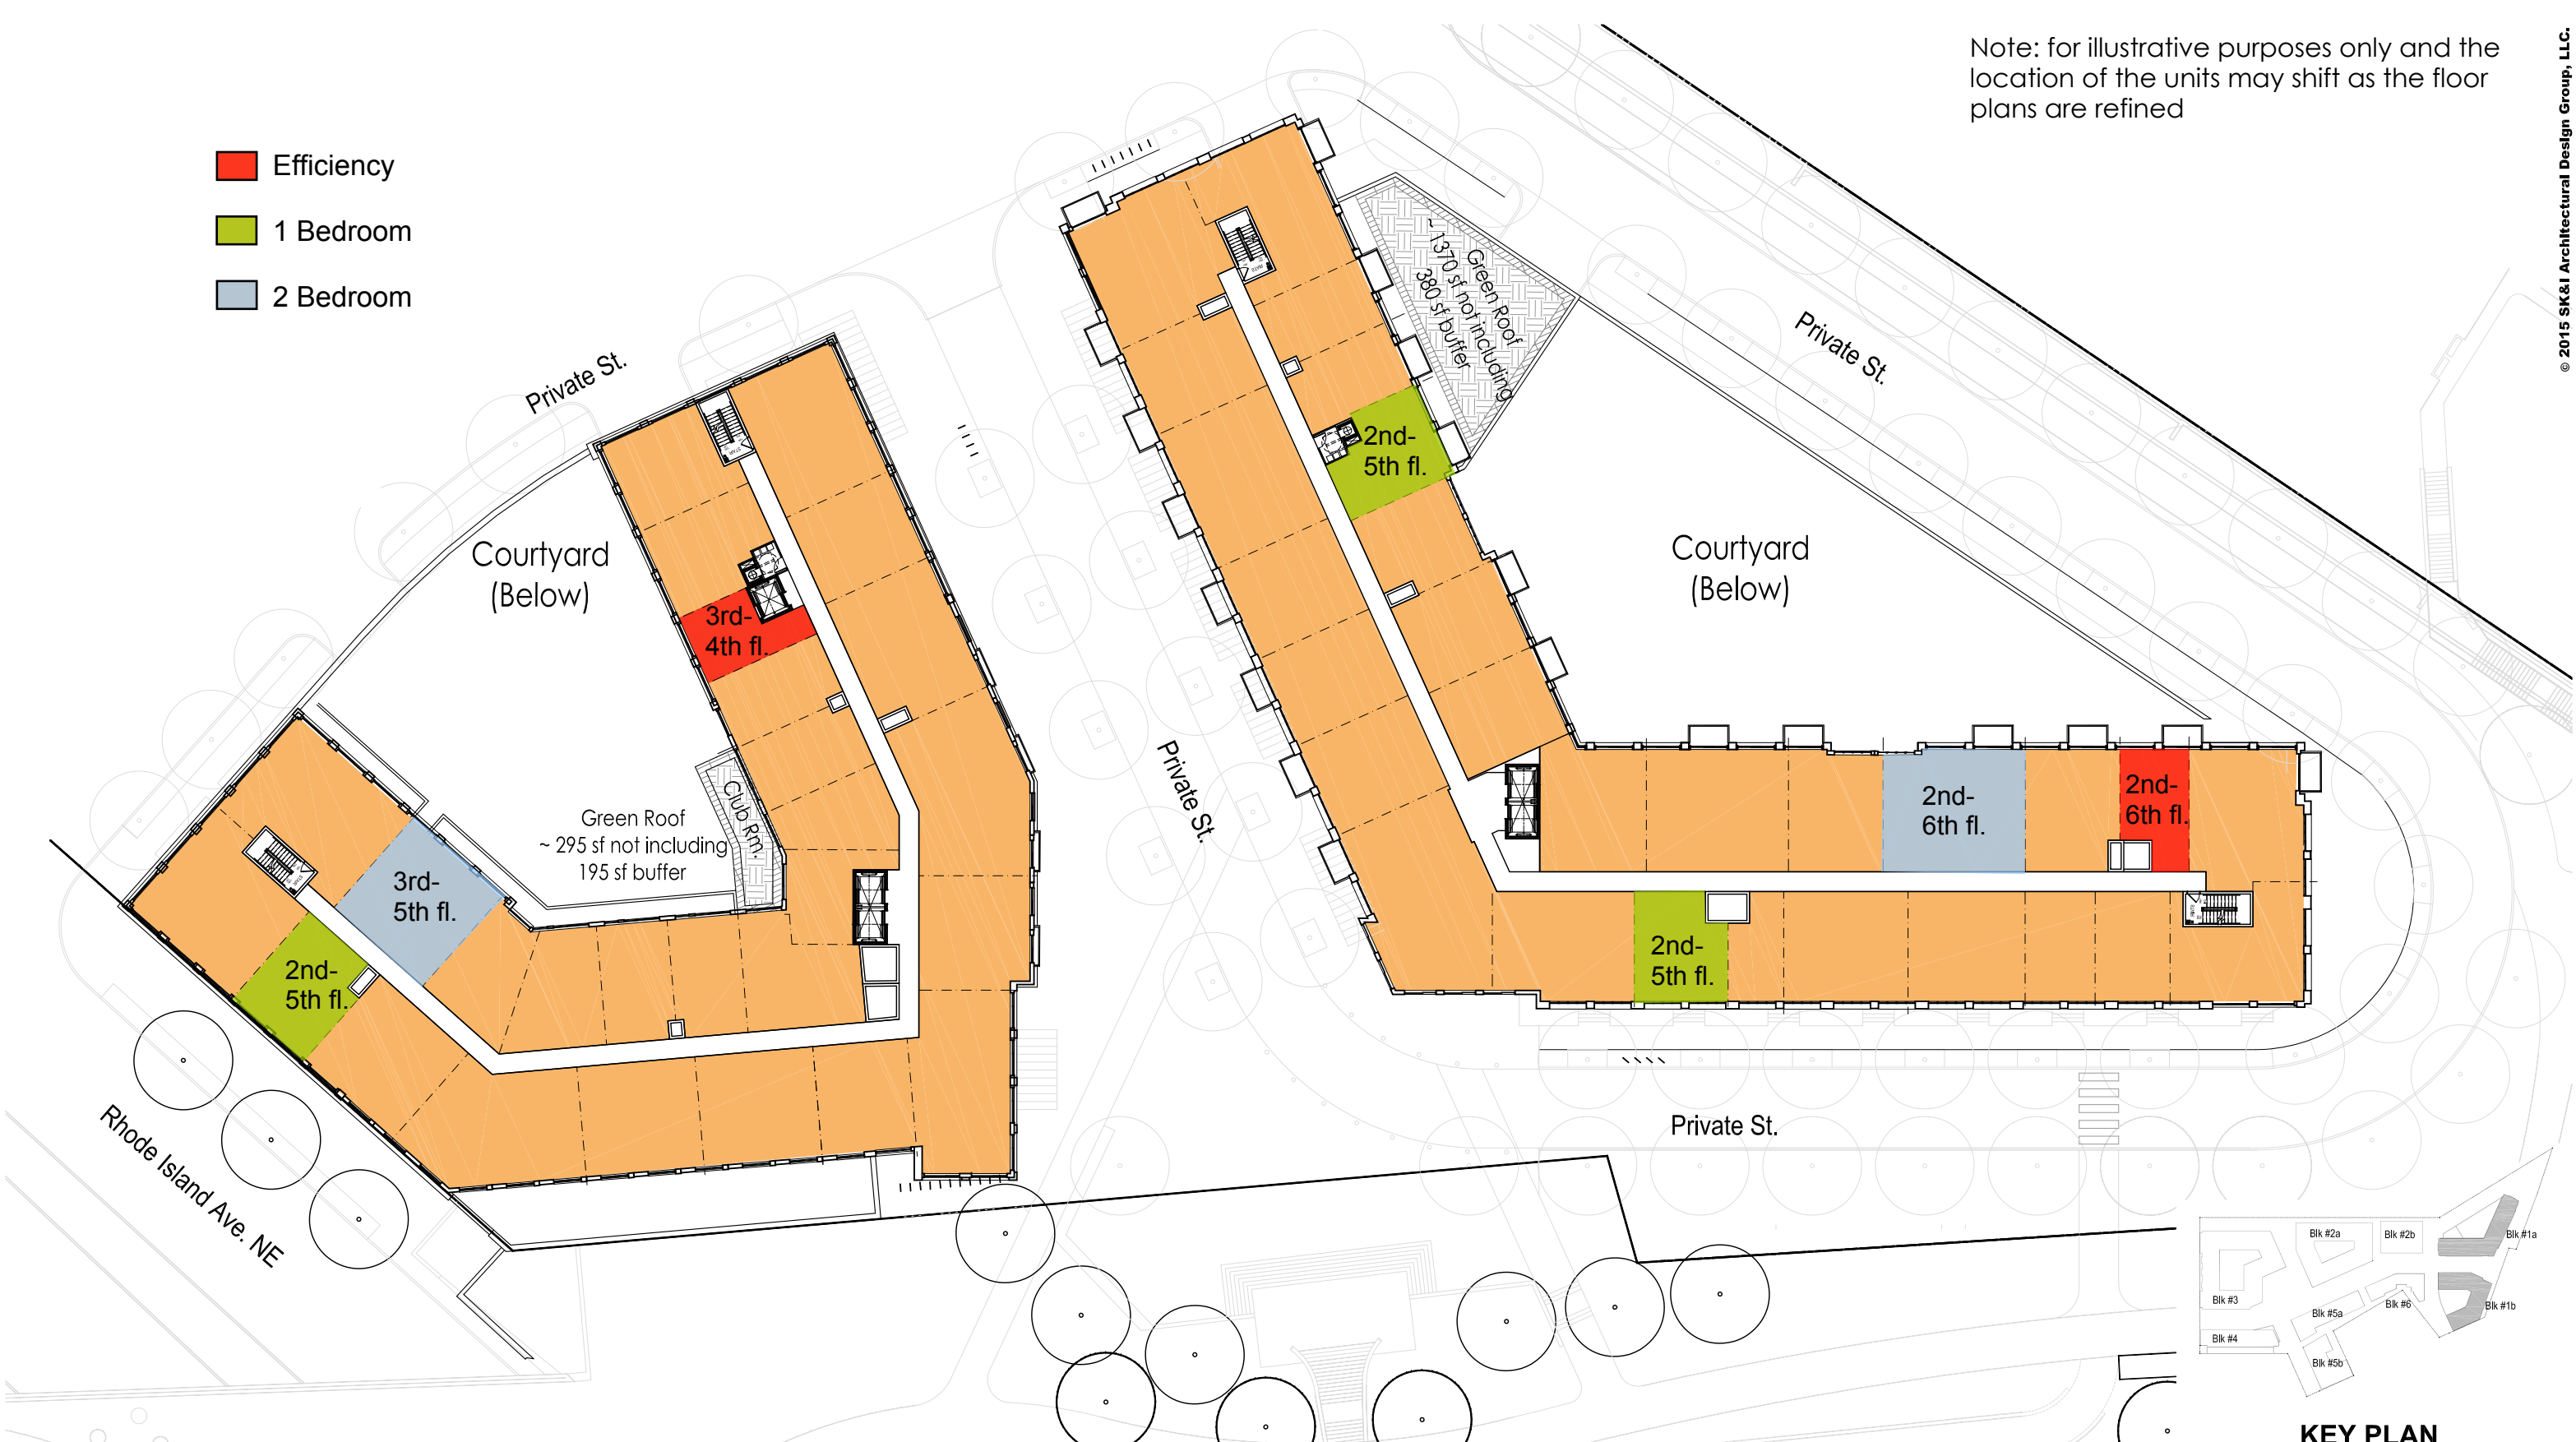 Note: for illustrative purposes only and the
location of the units may shift as the floor
plans are refined
© 2015 SK&I Architectural Design Group, LLC.
Efficiency
1 Bedroom
2 Bedroom
Private St.
Courtyard
(Below)
3rd-
4th fl.
Green Roof
~ 295 sf not including
195 sf buffer
Club Rm.
3rd-
5th fl.
2nd-
5th fl.
Rhode Island Ave. NE
Private St.
Green Roof
~ 1370 sf not including
380 sf buffer
2nd-
5th fl.
Private St.
Courtyard
(Below)
2nd-
6th fl.
2nd-
6th fl.
2nd-
5th fl.
Private St.
Blk #1a
Blk #2a
Blk #2b
Blk #3
Blk #1b
Blk #6
Blk #5a
Blk #4
Blk #5b
KEY PLAN